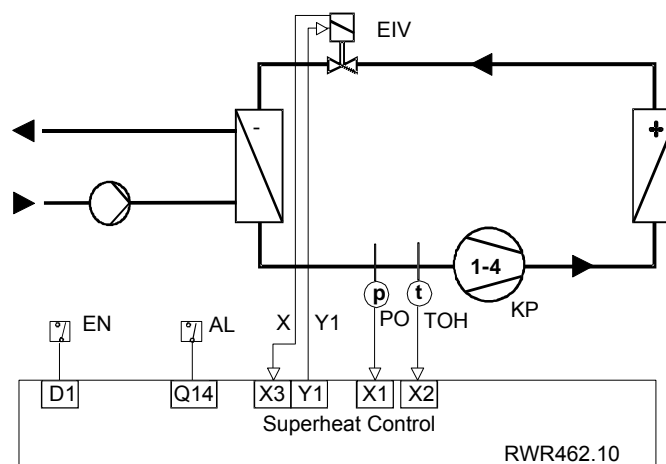 EIV
-
+
1-4
p
t
KP
PO
TOH
EN
AL
X
Y1
D1
Q14
X3
Y1
X1
X2
Superheat Control
RWR462.10